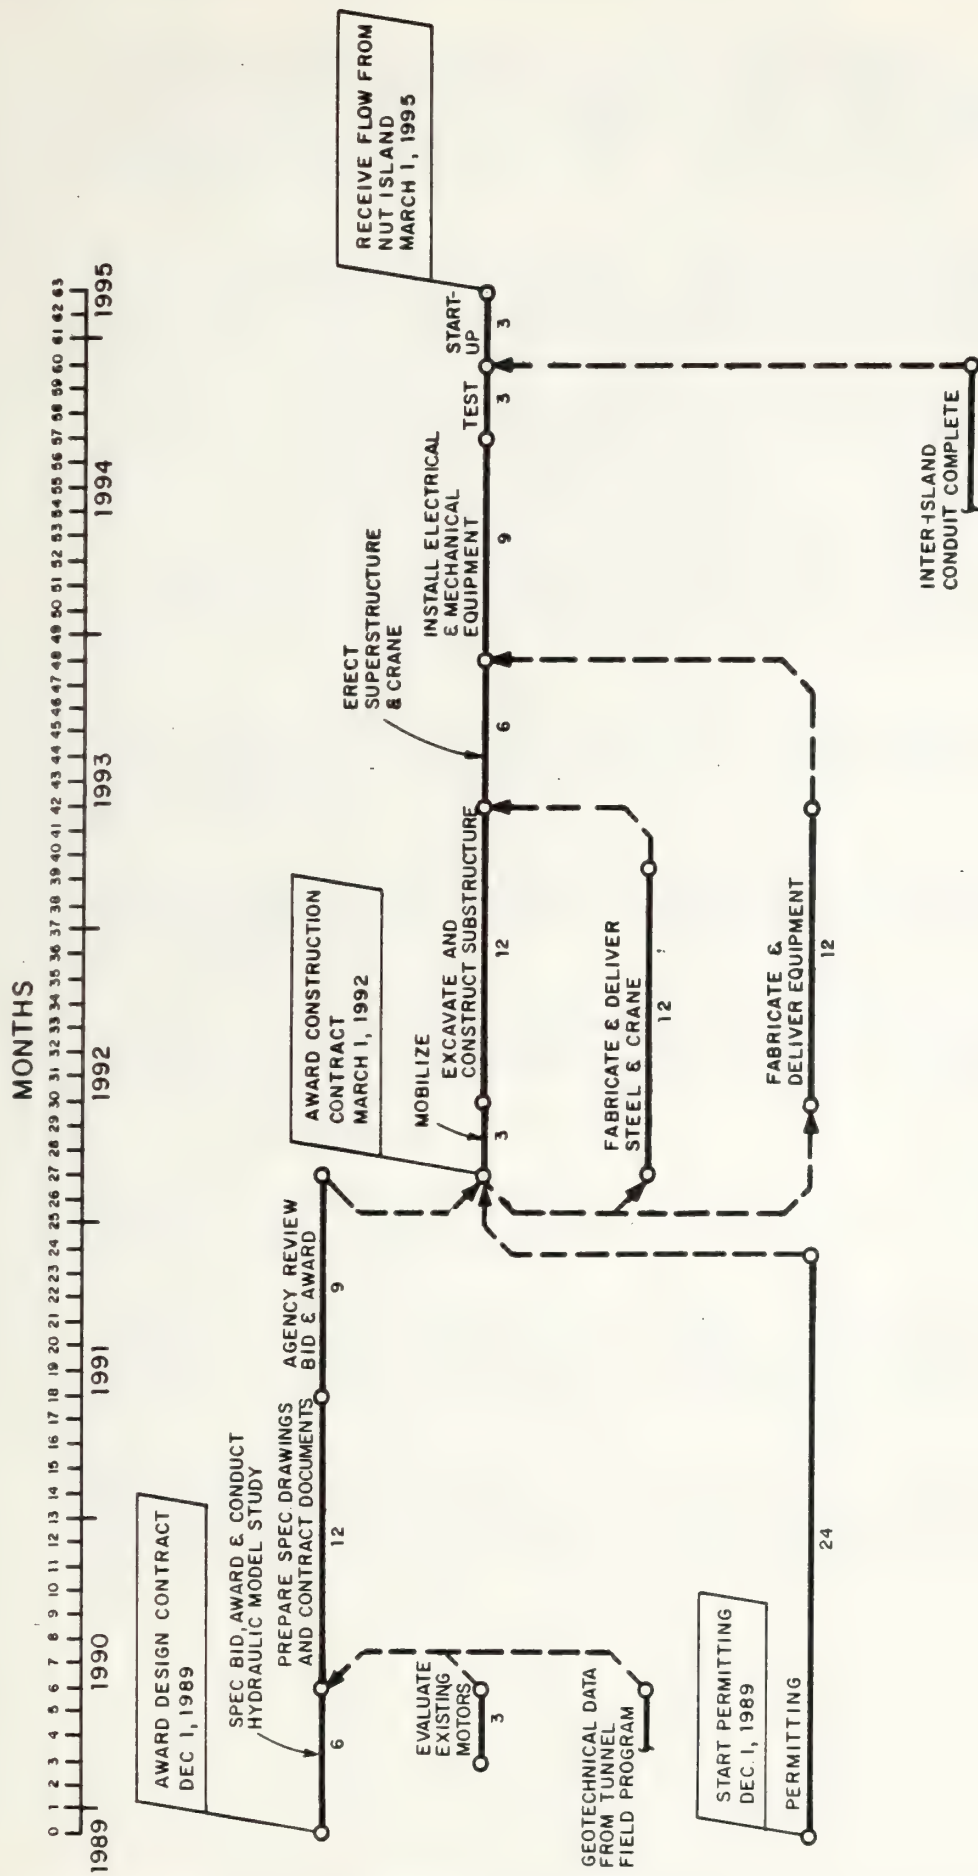 MONTHS
0 1 2 3 4 5 6 7 8 9 10 11 12 13 14 15 16 17 18 19 20 21 22 23 24 25 26 27 28 29 30 31 32 33 34 35 36 37 38 39 40 41 42 43 44 45 46 47 48 49 50 51 52 53 54 55 56 57 58 59 60 61 62 63
1989 1990 1991 1992 1993 1994 1995
AWARD DESIGN CONTRACT
DEC 1, 1989
SPEC BID, AWARD & CONDUCT
HYDRAULIC MODEL STUDY
6
PREPARE SPEC. DRAWINGS
AND CONTRACT DOCUMENTS
12
AGENCY REVIEW
BID & AWARD
9
EVALUATE
EXISTING
MOTORS
3
GEOTECHNICAL DATA
FROM TUNNEL
FIELD PROGRAM
START PERMITTING
DEC. 1, 1989
PERMITTING
24
AWARD CONSTRUCTION
CONTRACT
MARCH 1, 1992
MOBILIZE
3
EXCAVATE AND
CONSTRUCT SUBSTRUCTURE
12
FABRICATE & DELIVER
STEEL & CRANE
12
FABRICATE &
DELIVER EQUIPMENT
12
ERECT
SUPERSTRUCTURE
& CRANE
6
INSTALL ELECTRICAL
& MECHANICAL
EQUIPMENT
9
TEST
3
START-
UP
3
RECEIVE FLOW FROM
NUT ISLAND
MARCH 1, 1995
INTER-ISLAND
CONDUIT COMPLETE